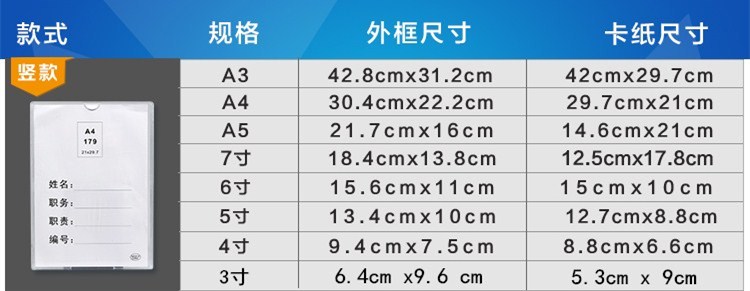 款式 规格 外框尺寸 卡纸尺寸
竖款
A3 42.8cmx31.2cm 42cmx29.7cm
A4 30.4cmx22.2cm 29.7cmx21cm
A5 21.7cmx16cm 14.6cmx21cm
7寸 18.4cmx13.8cm 12.5cmx17.8cm
6寸 15.6cmx11cm 15cmx10cm
5寸 13.4cmx10cm 12.7cmx8.8cm
4寸 9.4cmx7.5cm 8.8cmx6.6cm
3寸 6.4cm x9.6 cm 5.3cm x 9cm
A4
179
21x29.7
姓名：
职务：
职责：
编号：